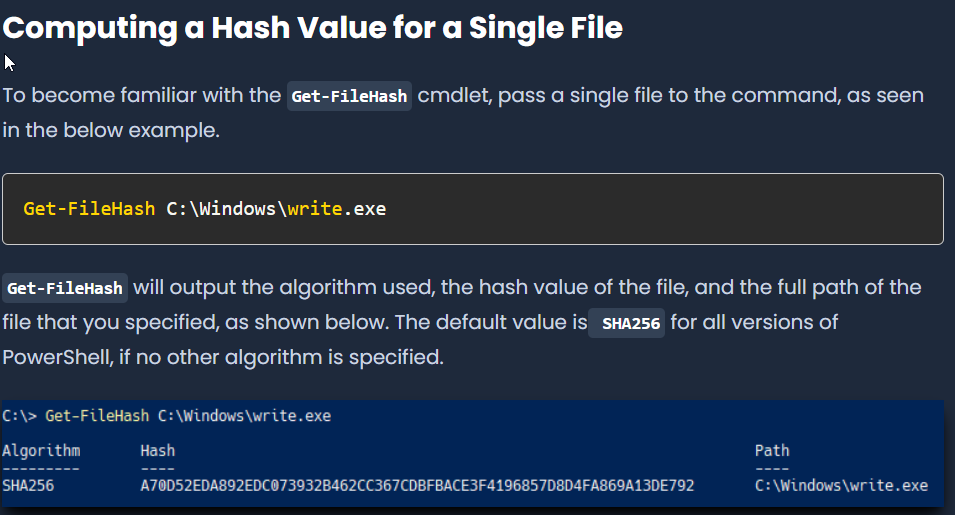 Computing a Hash Value for a Single File
To become familiar with the Get-FileHash cmdlet, pass a single file to the command, as seen
in the below example.
Get-FileHash C:\Windows\write.exe
Get-FileHash will output the algorithm used, the hash value of the file, and the full path of the
file that you specified, as shown below. The default value is SHA256 for all versions of
PowerShell, if no other algorithm is specified.
C:\> Get-FileHash C:\Windows\write.exe
Algorithm Hash Path
--------- ---- ----
SHA256 A70D52EDA892EDC073932B462CC367CDBFBACE3F4196857D8D4FA869A13DE792 C:\Windows\write.exe